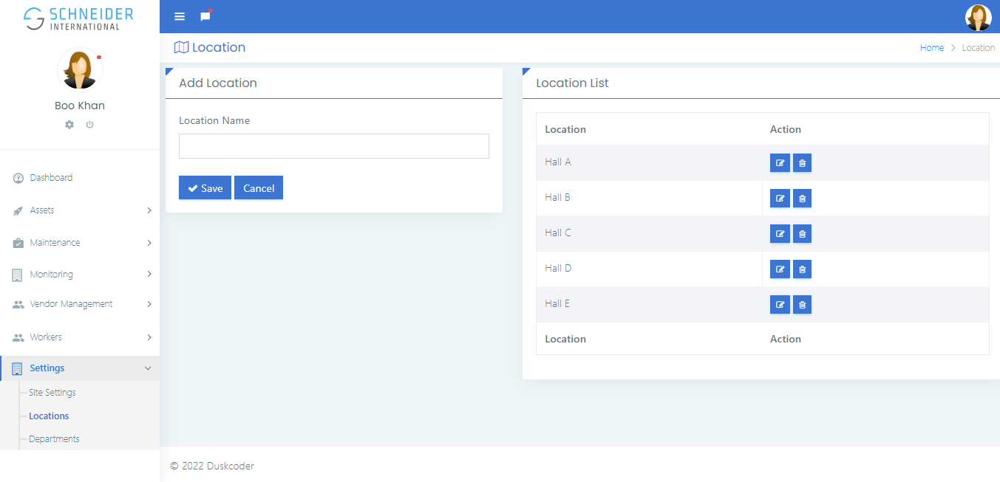 SCHNEIDER
INTERNATIONAL
Boo Khan
Dashboard
Assets
Maintenance
Monitoring
Vendor Management
Workers
Settings
Site Settings
Locations
Departments
Location
Home > Location
Add Location
Location Name
Save Cancel
Location List
Location Action
Hall A
Hall B
Hall C
Hall D
Hall E
Location Action
© 2022 Duskcoder